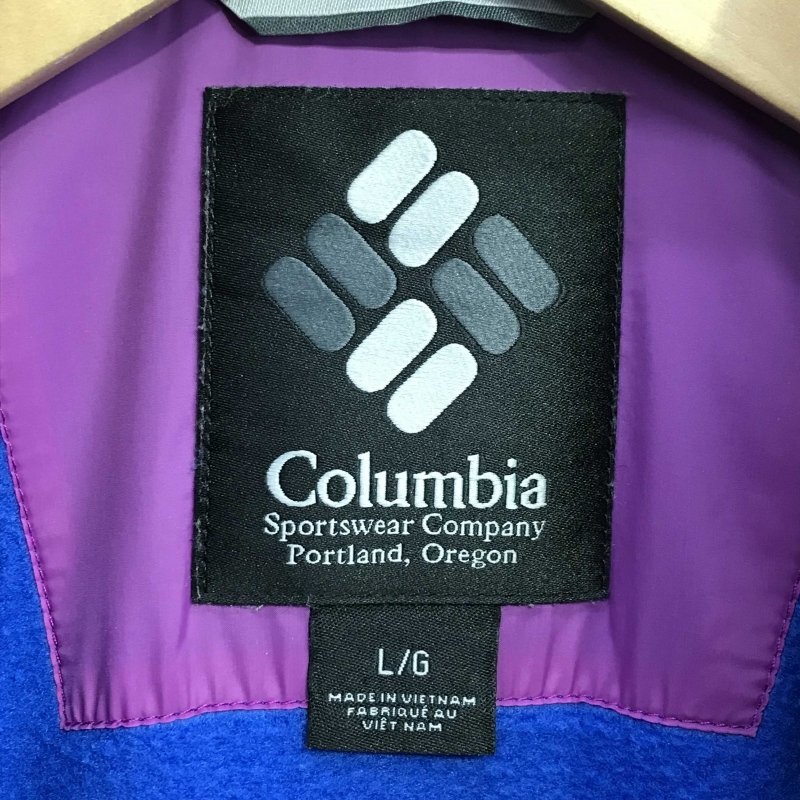 Columbia
Sportswear Company
Portland, Oregon
L/G
MADE IN VIETNAM
FABRIQUÉ AU
VIÊT NAM